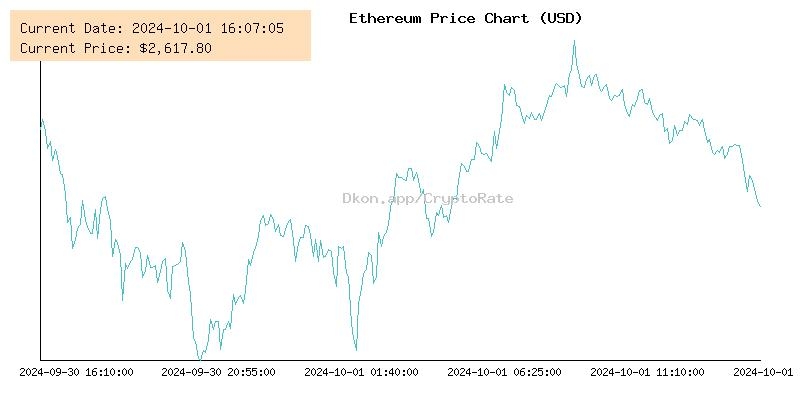 Ethereum Price Chart (USD)
Current Date: 2024-10-01 16:07:05
Current Price: $2,617.80
Dkon.app/CryptoRate
2024-09-30 16:10:00 2024-09-30 20:55:00 2024-10-01 01:40:00 2024-10-01 06:25:00 2024-10-01 11:10:00 2024-10-01